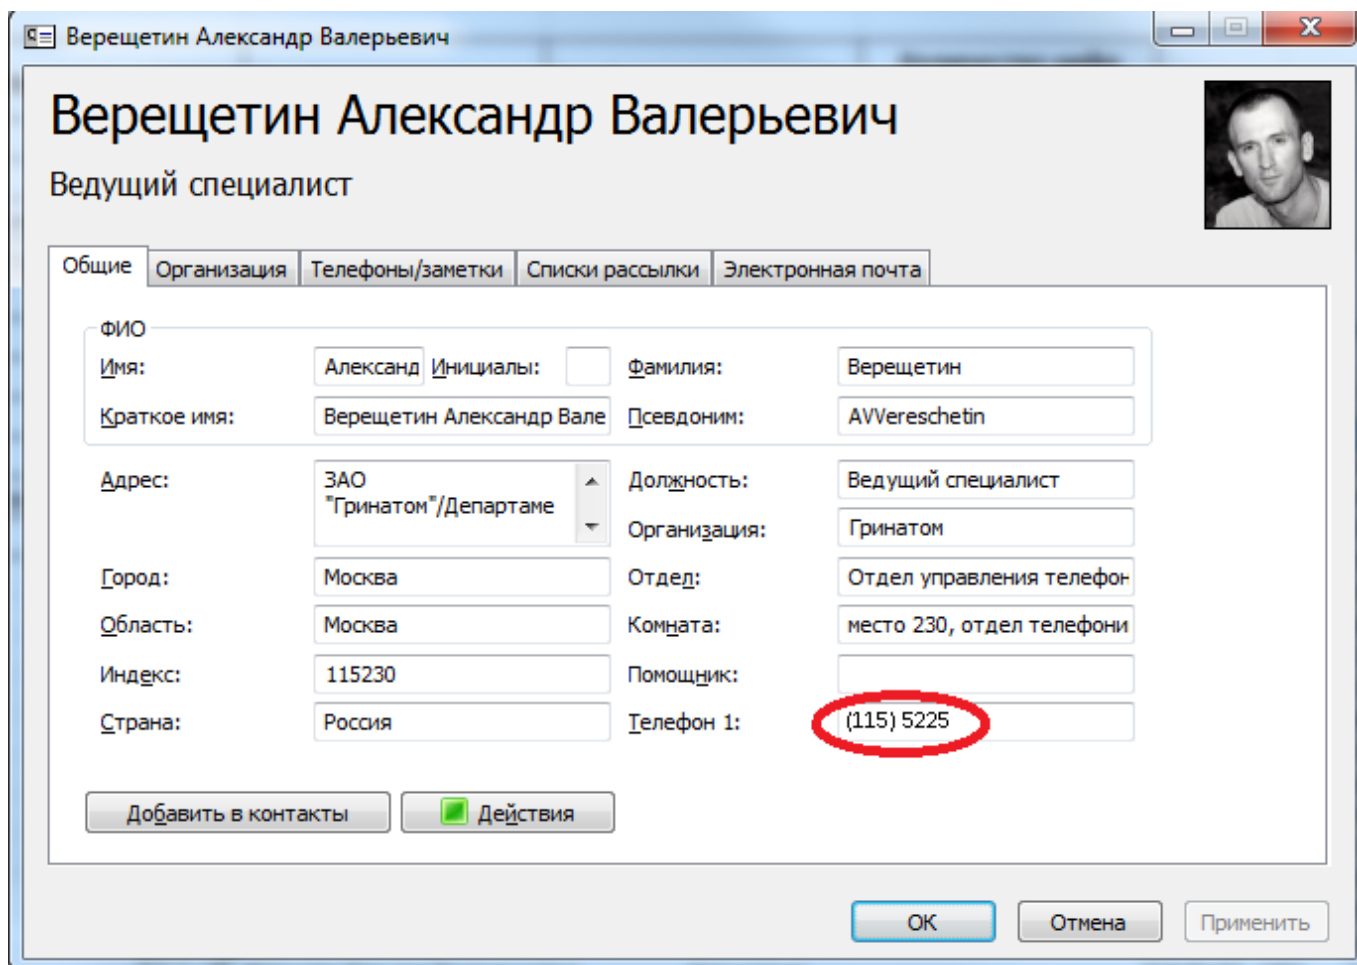 Верещетин Александр Валерьевич
Верещетин Александр Валерьевич
Ведущий специалист
Общие Организация Телефоны/заметки Списки рассылки Электронная почта
ФИО
Имя: Александ Инициалы: Фамилия: Верещетин
Краткое имя: Верещетин Александр Вале Псевдоним: AVVereschetin
Адрес: ЗАО Должность: Ведущий специалист
"Гринатом"/Департаме
Организация: Гринатом
Город: Москва Отдел: Отдел управления телефон
Область: Москва Комната: место 230, отдел телефони
Индекс: 115230 Помощник:
Страна: Россия Телефон 1: (115) 5225
Добавить в контакты Действия
ОК Отмена Применить